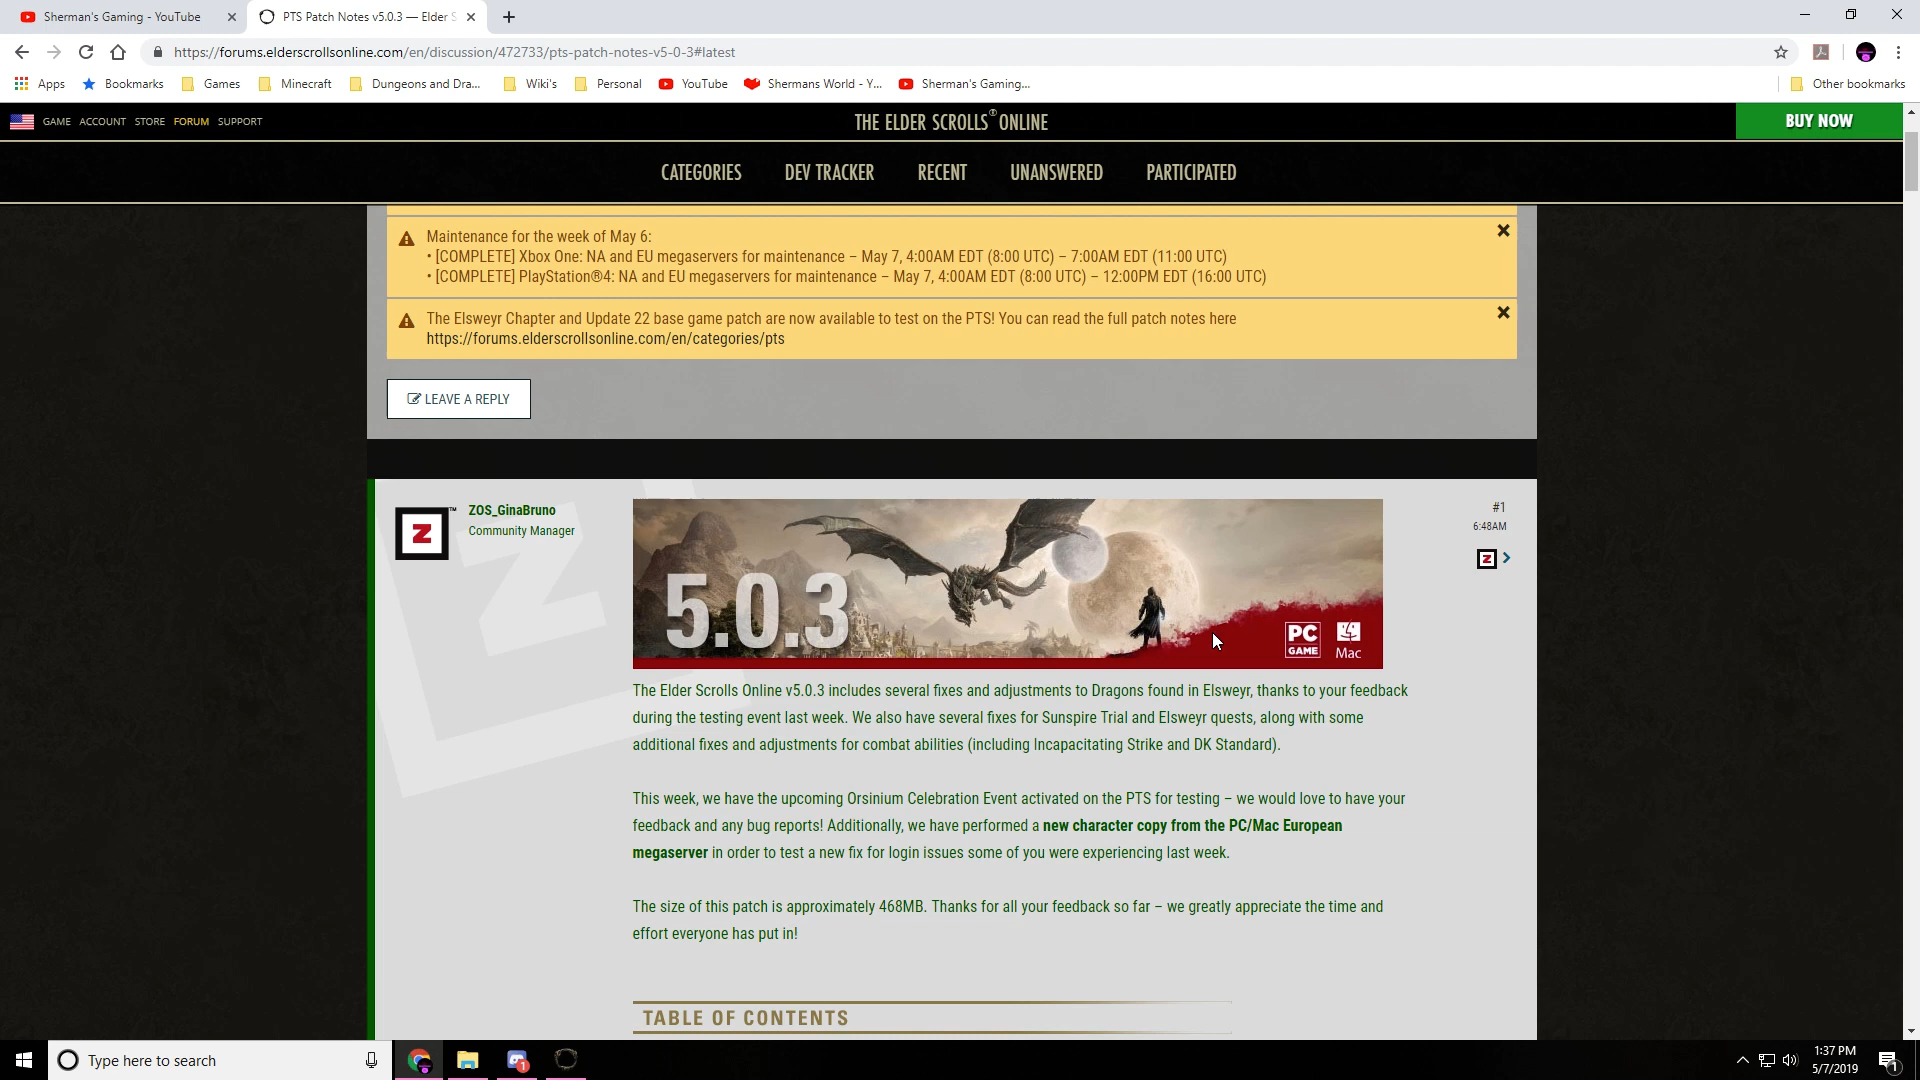 Sherman's Gaming - YouTube
PTS Patch Notes v5.0.3 — Elder S
https://forums.elderscrollsonline.com/en/discussion/472733/pts-patch-notes-v5-0-3#latest
Apps
Bookmarks
Games
Minecraft
Dungeons and Dra...
Wiki's
Personal
YouTube
Shermans World - Y...
Sherman's Gaming...
Other bookmarks
GAME ACCOUNT STORE FORUM SUPPORT
THE ELDER SCROLLS® ONLINE
BUY NOW
CATEGORIES DEV TRACKER RECENT UNANSWERED PARTICIPATED
Maintenance for the week of May 6:
• [COMPLETE] Xbox One: NA and EU megaservers for maintenance – May 7, 4:00AM EDT (8:00 UTC) – 7:00AM EDT (11:00 UTC)
• [COMPLETE] PlayStation®4: NA and EU megaservers for maintenance – May 7, 4:00AM EDT (8:00 UTC) – 12:00PM EDT (16:00 UTC)
The Elsweyr Chapter and Update 22 base game patch are now available to test on the PTS! You can read the full patch notes here
https://forums.elderscrollsonline.com/en/categories/pts
LEAVE A REPLY
Z™
ZOS_GinaBruno
Community Manager
#1
6:48AM
Z
5.0.3
PC
GAME
Mac
The Elder Scrolls Online v5.0.3 includes several fixes and adjustments to Dragons found in Elsweyr, thanks to your feedback
during the testing event last week. We also have several fixes for Sunspire Trial and Elsweyr quests, along with some
additional fixes and adjustments for combat abilities (including Incapacitating Strike and DK Standard).
This week, we have the upcoming Orsinium Celebration Event activated on the PTS for testing – we would love to have your
feedback and any bug reports! Additionally, we have performed a new character copy from the PC/Mac European
megaserver in order to test a new fix for login issues some of you were experiencing last week.
The size of this patch is approximately 468MB. Thanks for all your feedback so far – we greatly appreciate the time and
effort everyone has put in!
TABLE OF CONTENTS
Type here to search
1
1:37 PM
5/7/2019
1